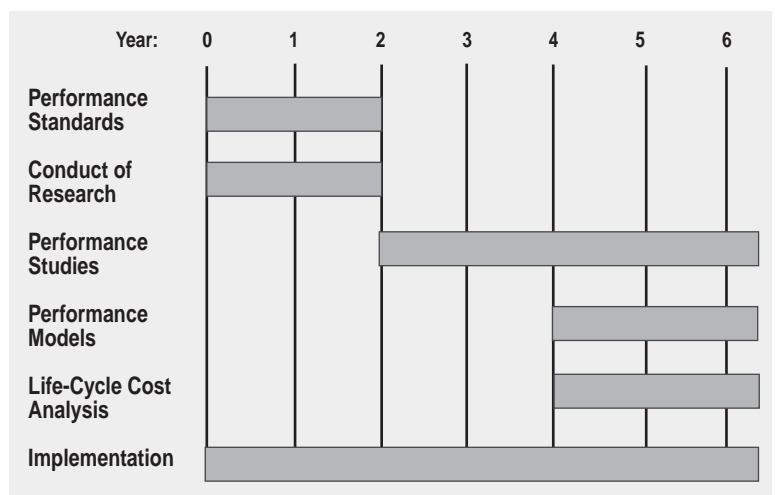 Year: 0 1 2 3 4 5 6
Performance
Standards
Conduct of
Research
Performance
Studies
Performance
Models
Life-Cycle Cost
Analysis
Implementation